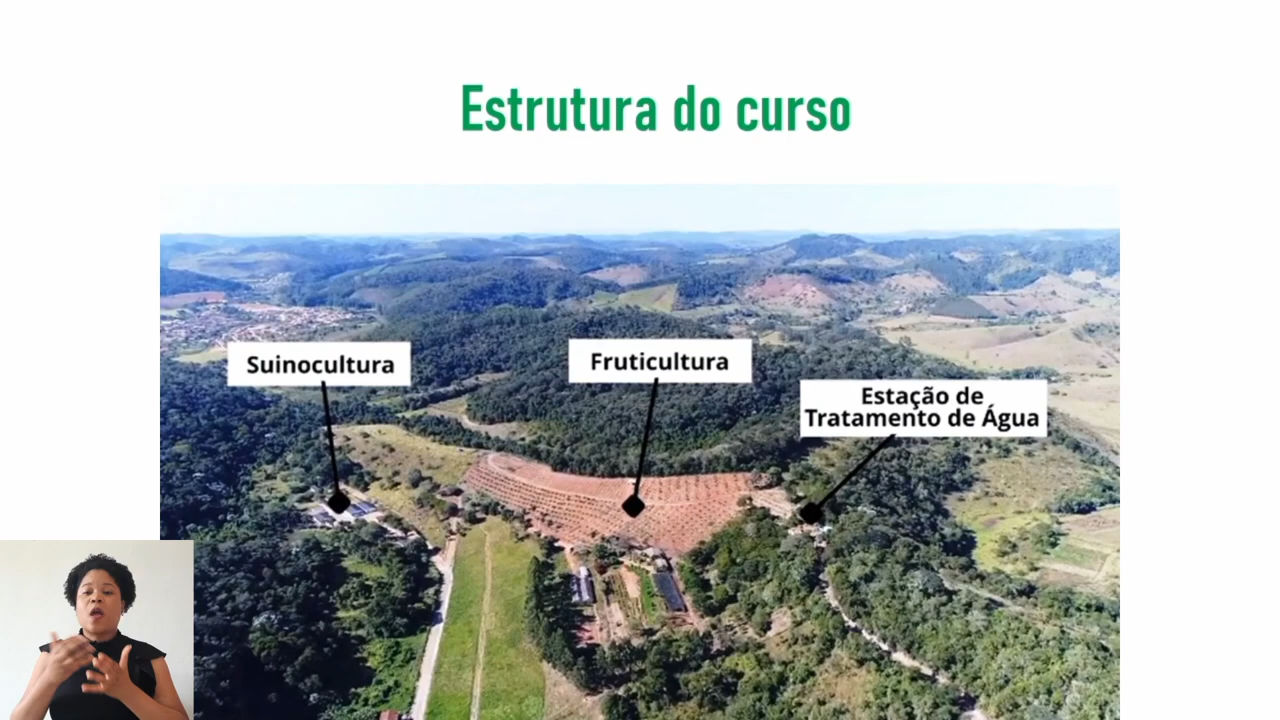 Estrutura do curso
Suinocultura
Fruticultura
Estação de
Tratamento de Água